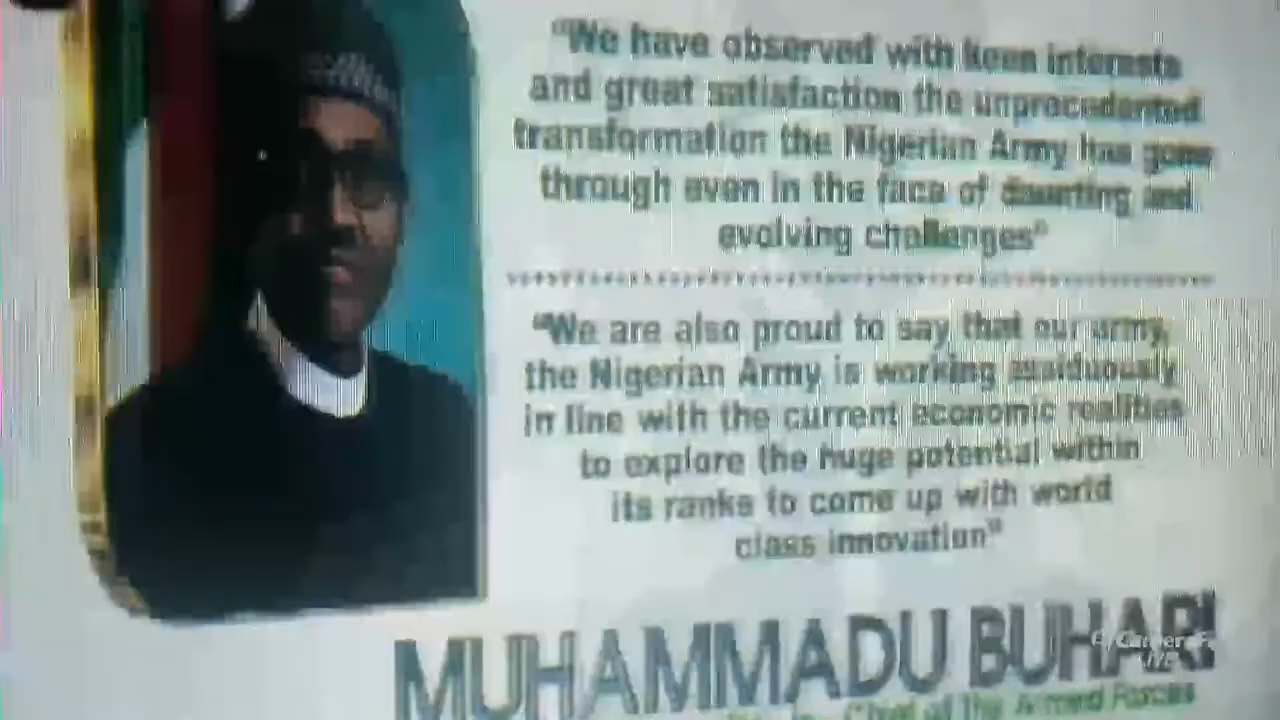 “We have observed with keen interests
and great satisfaction the unprecedented
transformation the Nigerian Army has gone
through even in the face of daunting and
evolving challenges”
“We are also proud to say that our army,
the Nigerian Army is working assiduously
in line with the current economic realities
to explore the huge potential within
its ranks to come up with world
class innovation”
MUHAMMADU BUHARI
Chief of the Armed Forces